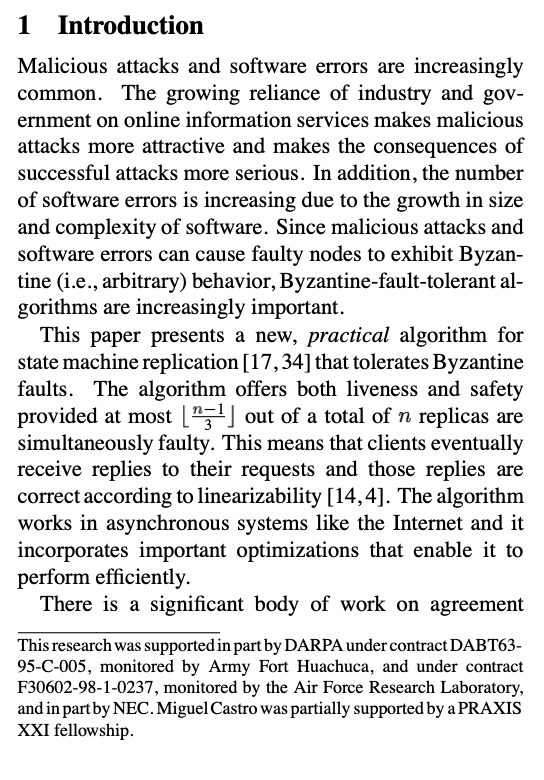 1 Introduction
Malicious attacks and software errors are increasingly
common. The growing reliance of industry and gov-
ernment on online information services makes malicious
attacks more attractive and makes the consequences of
successful attacks more serious. In addition, the number
of software errors is increasing due to the growth in size
and complexity of software. Since malicious attacks and
software errors can cause faulty nodes to exhibit Byzan-
tine (i.e., arbitrary) behavior, Byzantine-fault-tolerant al-
gorithms are increasingly important.
This paper presents a new, practical algorithm for
state machine replication [17, 34] that tolerates Byzantine
faults. The algorithm offers both liveness and safety
provided at most ⌊(n−1)/3⌋ out of a total of n replicas are
simultaneously faulty. This means that clients eventually
receive replies to their requests and those replies are
correct according to linearizability [14, 4]. The algorithm
works in asynchronous systems like the Internet and it
incorporates important optimizations that enable it to
perform efficiently.
There is a significant body of work on agreement
This research was supported in part by DARPA under contract DABT63-
95-C-005, monitored by Army Fort Huachuca, and under contract
F30602-98-1-0237, monitored by the Air Force Research Laboratory,
and in part by NEC. Miguel Castro was partially supported by a PRAXIS
XXI fellowship.